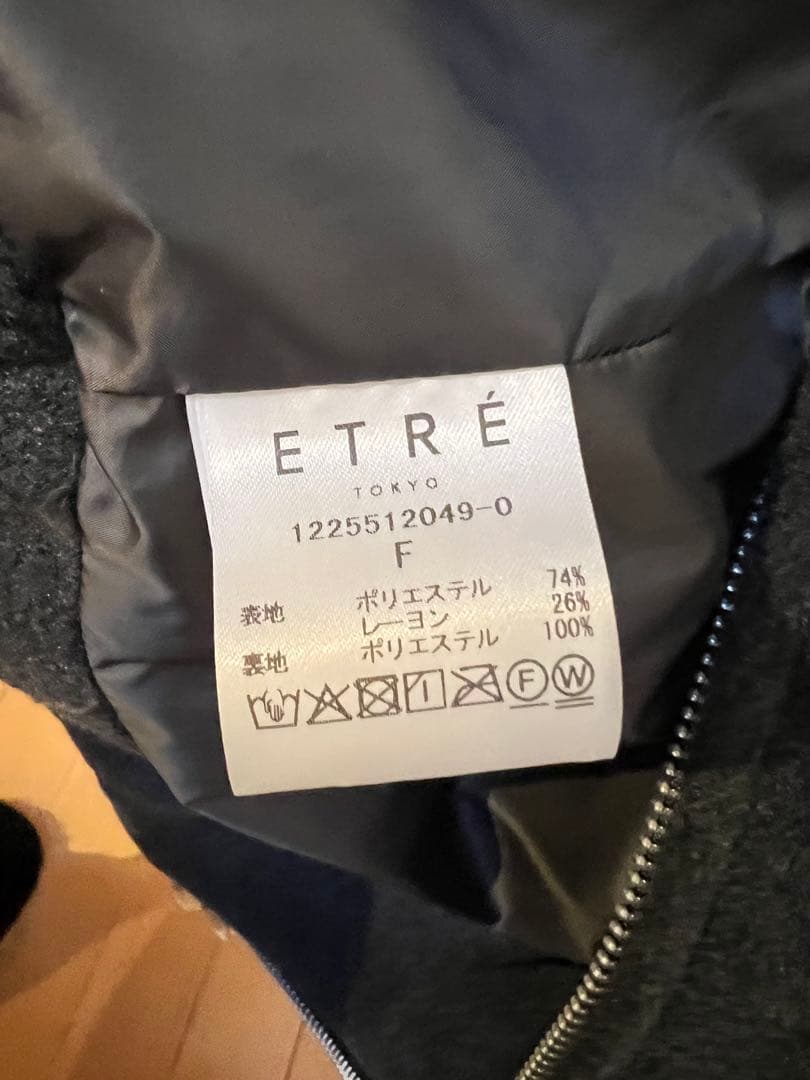 ETRÉ
TOKYO
1225512049-0
F
表地 ポリエステル 74%
レーヨン 26%
裏地 ポリエステル 100%
F W